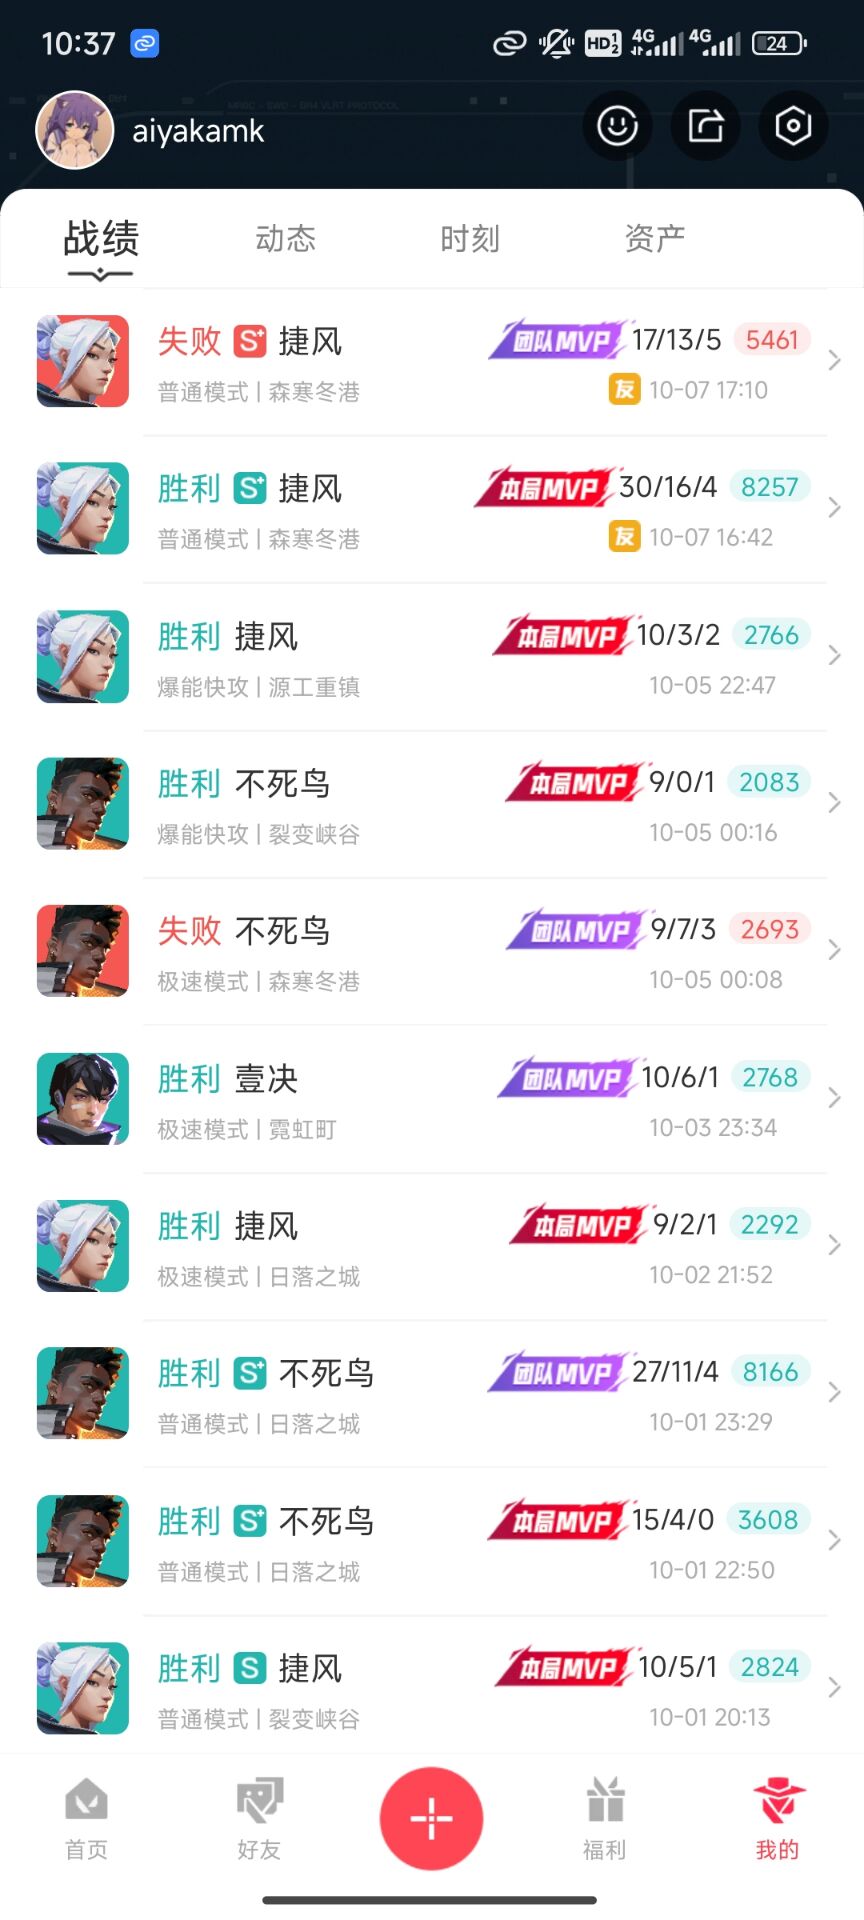 10:37
HD 1 2 4G 4G 24
aiyakamk
战绩 动态 时刻 资产
失败 S+ 捷风 团队MVP 17/13/5 5461
普通模式 | 森寒冬港 友 10-07 17:10
胜利 S+ 捷风 本局MVP 30/16/4 8257
普通模式 | 森寒冬港 友 10-07 16:42
胜利 捷风 本局MVP 10/3/2 2766
爆能快攻 | 源工重镇 10-05 22:47
胜利 不死鸟 本局MVP 9/0/1 2083
爆能快攻 | 裂变峡谷 10-05 00:16
失败 不死鸟 团队MVP 9/7/3 2693
极速模式 | 森寒冬港 10-05 00:08
胜利 壹决 团队MVP 10/6/1 2768
极速模式 | 霓虹町 10-03 23:34
胜利 捷风 本局MVP 9/2/1 2292
极速模式 | 日落之城 10-02 21:52
胜利 S+ 不死鸟 团队MVP 27/11/4 8166
普通模式 | 日落之城 10-01 23:29
胜利 S+ 不死鸟 本局MVP 15/4/0 3608
普通模式 | 日落之城 10-01 22:50
胜利 S 捷风 本局MVP 10/5/1 2824
普通模式 | 裂变峡谷 10-01 20:13
首页 好友 福利 我的